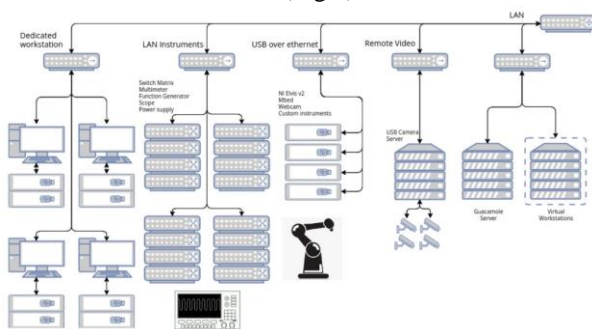 LAN
Dedicated
workstation
LAN Instruments
USB over ethernet
Remote Video
Switch Matrix
Multimeter
Function Generator
Scope
Power supply
NI Elvis v2
Mbed
Webcam
Custom instruments
USB Camera
Server
Guacamole
Server
Virtual
Workstations